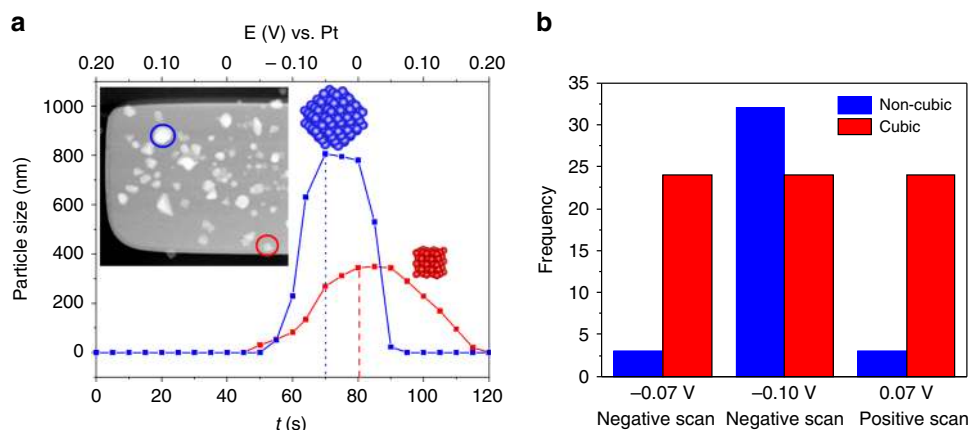 a
E (V) vs. Pt
0.20 0.10 0 – 0.10 0 0.10 0.20
1000
800
600
400
200
0
Particle size (nm)
0 20 40 60 80 100 120
t (s)
b
35
30
25
20
15
10
5
0
Frequency
Non-cubic
Cubic
–0.07 V –0.10 V 0.07 V
Negative scan Negative scan Positive scan